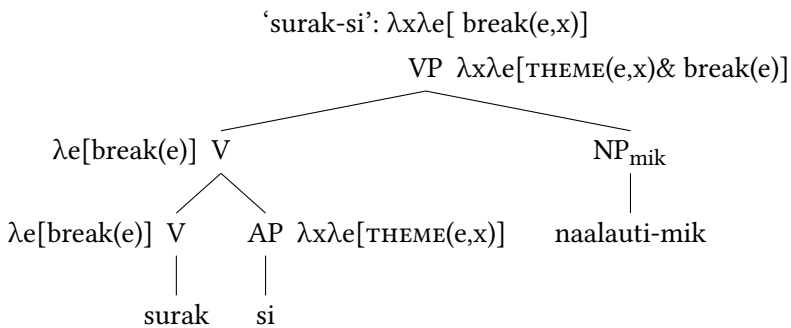 ‘surak-si’: λxλe[ break(e,x)]
VP λxλe[THEME(e,x)& break(e)]
λe[break(e)] V NPmik
λe[break(e)] V AP λxλe[THEME(e,x)] naalauti-mik
surak si